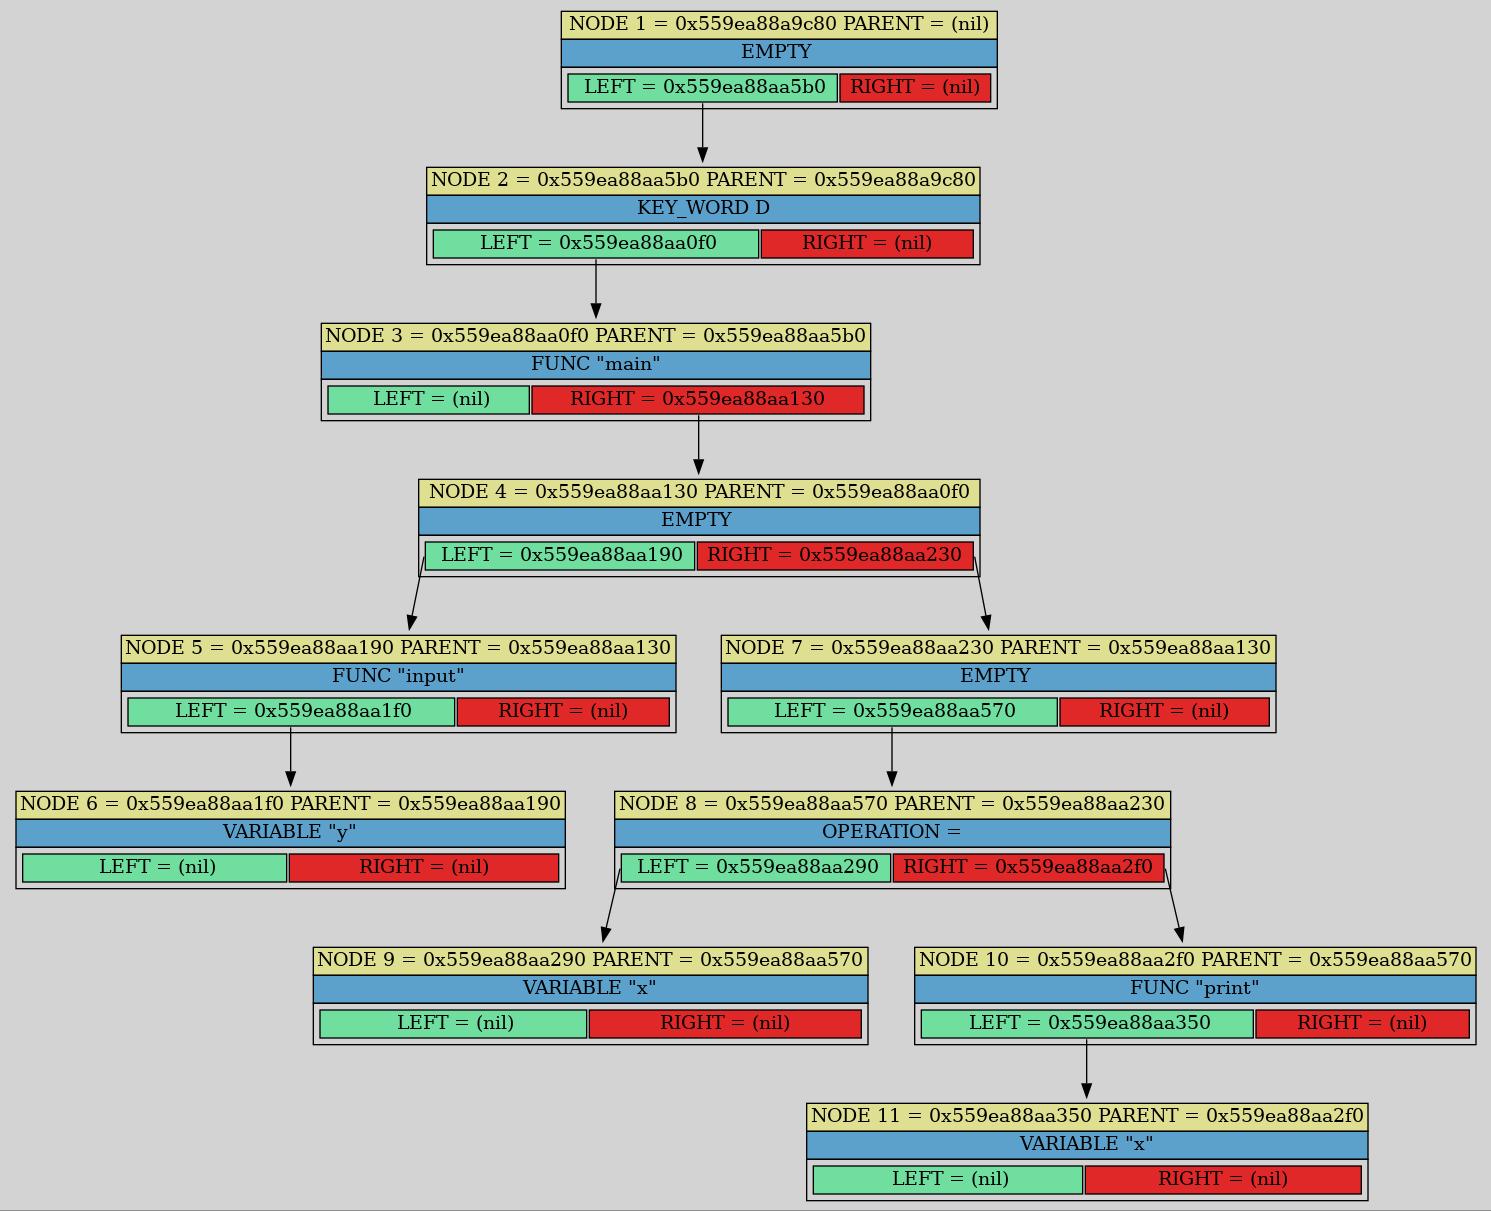 NODE 1 = 0x559ea88a9c80 PARENT = (nil)
EMPTY
LEFT = 0x559ea88aa5b0 RIGHT = (nil)
NODE 2 = 0x559ea88aa5b0 PARENT = 0x559ea88a9c80
KEY_WORD D
LEFT = 0x559ea88aa0f0 RIGHT = (nil)
NODE 3 = 0x559ea88aa0f0 PARENT = 0x559ea88aa5b0
FUNC "main"
LEFT = (nil) RIGHT = 0x559ea88aa130
NODE 4 = 0x559ea88aa130 PARENT = 0x559ea88aa0f0
EMPTY
LEFT = 0x559ea88aa190 RIGHT = 0x559ea88aa230
NODE 5 = 0x559ea88aa190 PARENT = 0x559ea88aa130
FUNC "input"
LEFT = 0x559ea88aa1f0 RIGHT = (nil)
NODE 7 = 0x559ea88aa230 PARENT = 0x559ea88aa130
EMPTY
LEFT = 0x559ea88aa570 RIGHT = (nil)
NODE 6 = 0x559ea88aa1f0 PARENT = 0x559ea88aa190
VARIABLE "y"
LEFT = (nil) RIGHT = (nil)
NODE 8 = 0x559ea88aa570 PARENT = 0x559ea88aa230
OPERATION =
LEFT = 0x559ea88aa290 RIGHT = 0x559ea88aa2f0
NODE 9 = 0x559ea88aa290 PARENT = 0x559ea88aa570
VARIABLE "x"
LEFT = (nil) RIGHT = (nil)
NODE 10 = 0x559ea88aa2f0 PARENT = 0x559ea88aa570
FUNC "print"
LEFT = 0x559ea88aa350 RIGHT = (nil)
NODE 11 = 0x559ea88aa350 PARENT = 0x559ea88aa2f0
VARIABLE "x"
LEFT = (nil) RIGHT = (nil)